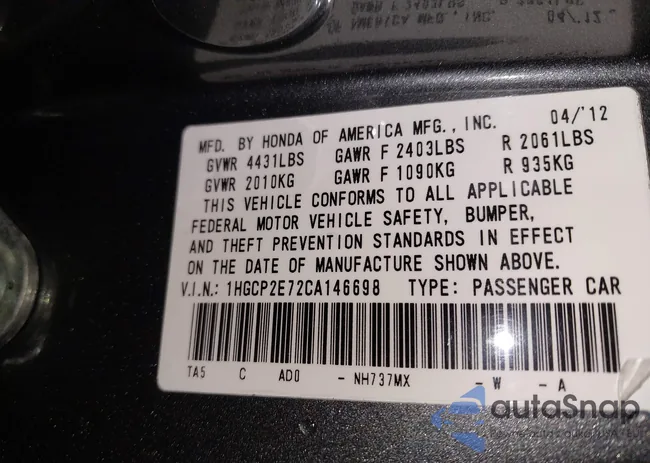 MFD. BY HONDA OF AMERICA MFG., INC. 04/'12
GVWR 4431LBS GAWR F 2403LBS R 2061LBS
GVWR 2010KG GAWR F 1090KG R 935KG
THIS VEHICLE CONFORMS TO ALL APPLICABLE
FEDERAL MOTOR VEHICLE SAFETY, BUMPER,
AND THEFT PREVENTION STANDARDS IN EFFECT
ON THE DATE OF MANUFACTURE SHOWN ABOVE.
V.I.N.: 1HGCP2E72CA146698 TYPE: PASSENGER CAR
TA5 C AD0 - NH737MX - W - A
autoSnap